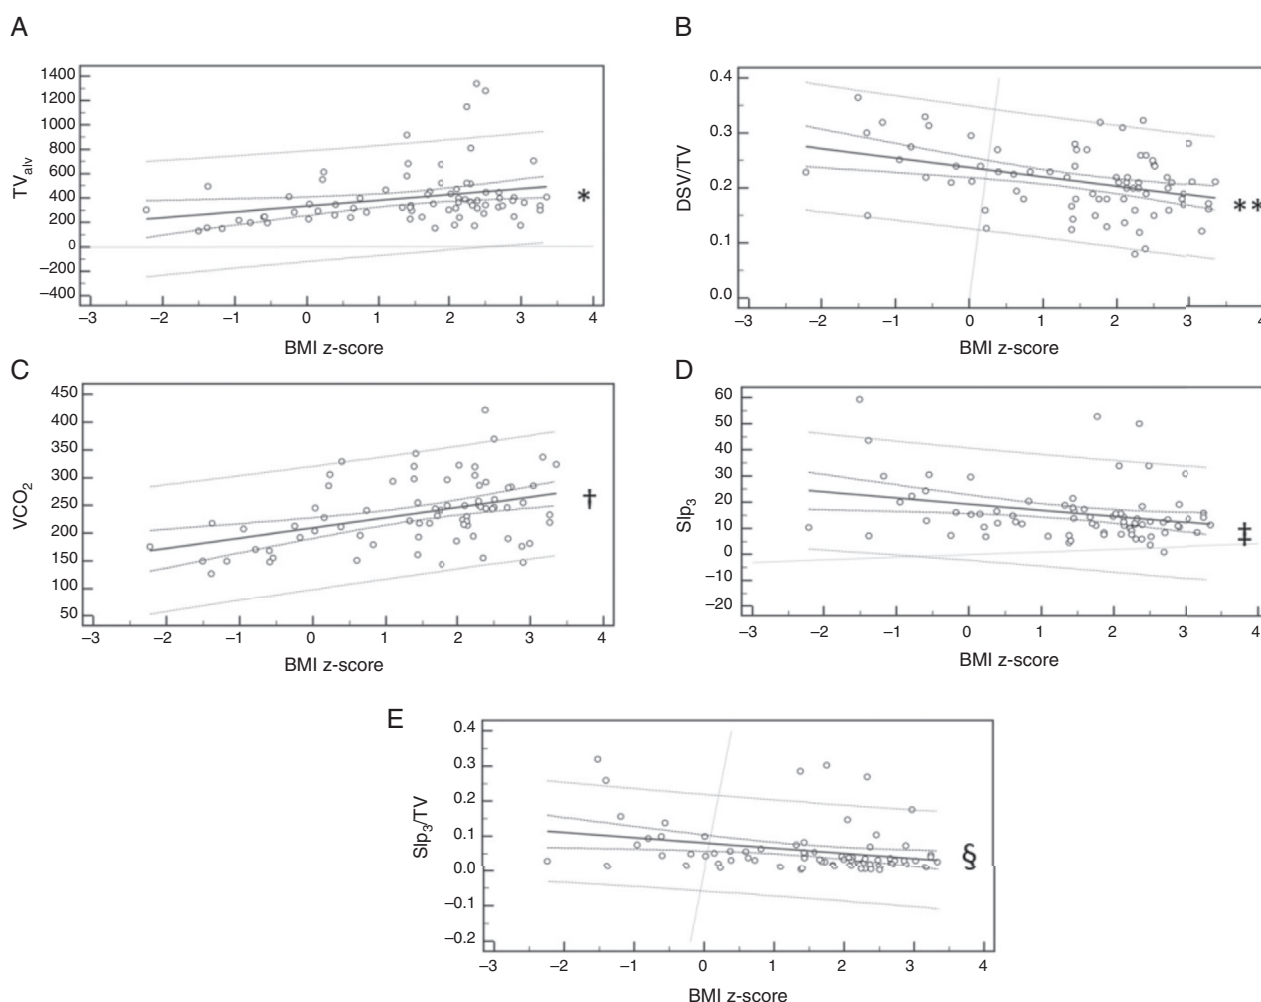 A
TV_alv
1400
1200
1000
800
600
400
200
0
−200
−400
−3 −2 −1 0 1 2 3 4
BMI z-score
*
B
DSV/TV
0.4
0.3
0.2
0.1
0.0
−3 −2 −1 0 1 2 3 4
BMI z-score
**
C
VCO2
450
400
350
300
250
200
150
100
50
−3 −2 −1 0 1 2 3 4
BMI z-score
†
D
Slp3
60
50
40
30
20
10
0
−10
−20
−3 −2 −1 0 1 2 3 4
BMI z-score
‡
E
Slp3/TV
0.4
0.3
0.2
0.1
0.0
−0.1
−0.2
−3 −2 −1 0 1 2 3 4
BMI z-score
§